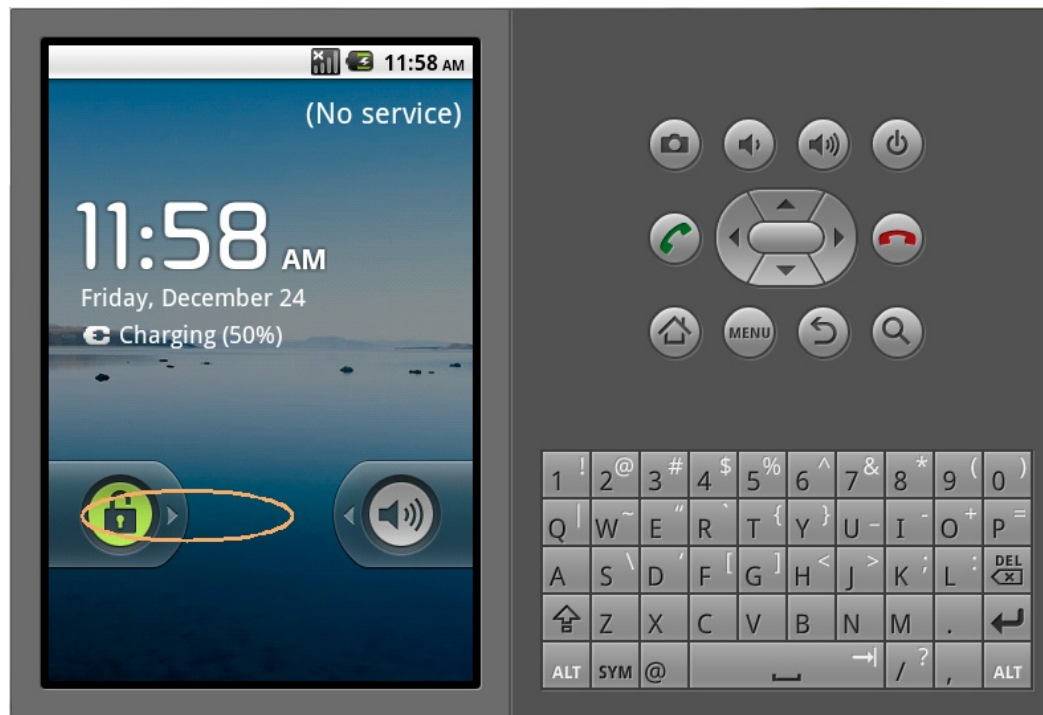 11:58 AM
(No service)
11:58 AM
Friday, December 24
Charging (50%)
MENU
1 ! 2 @ 3 # 4 $ 5 % 6 ^ 7 & 8 * 9 ( 0 )
Q | W ~ E " R ` T { Y } U _ I - O + P =
A S \ D ' F [ G ] H < J > K ; L : DEL
Z X C V B N M .
ALT SYM @ / ? , ALT